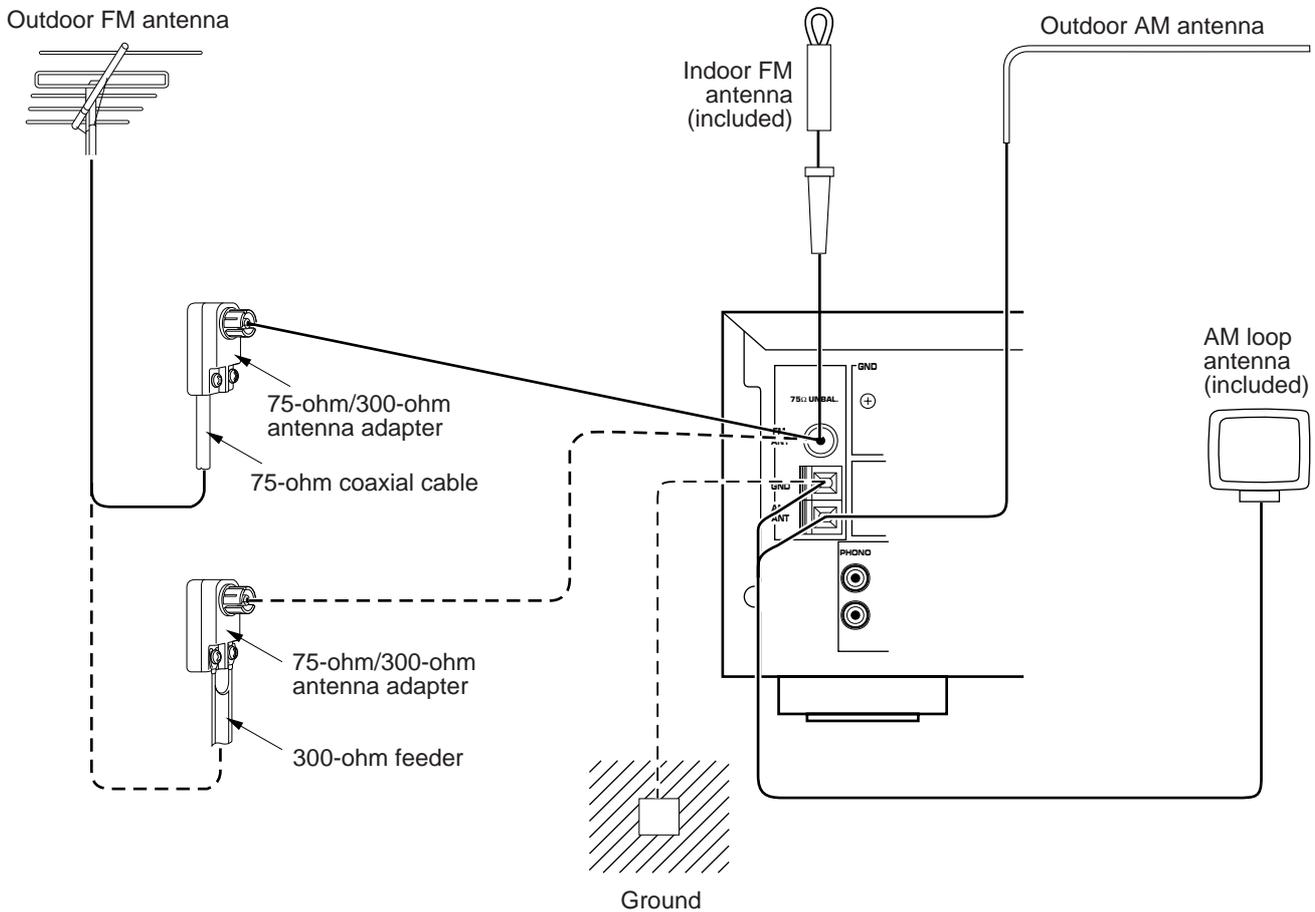 Outdoor FM antenna
Indoor FM
antenna
(included)
Outdoor AM antenna
AM loop
antenna
(included)
GND
75Ω UNBAL.
FM
ANT
GND
ANT
PHONO
75-ohm/300-ohm
antenna adapter
75-ohm coaxial cable
75-ohm/300-ohm
antenna adapter
300-ohm feeder
Ground